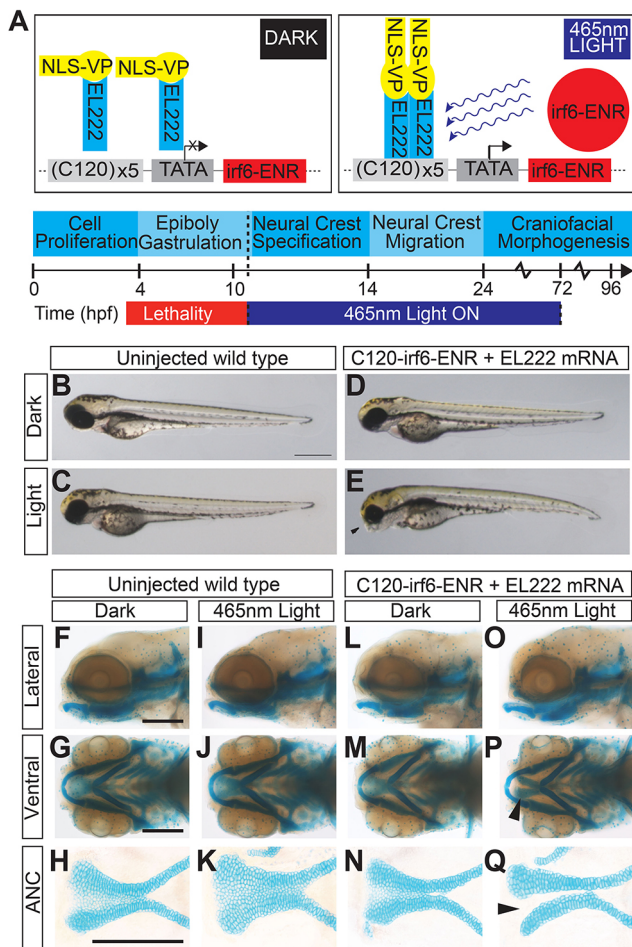 A
DARK
NLS-VP NLS-VP
EL222 EL222
X
(C120)x5 TATA irf6-ENR
465nm
LIGHT
NLS-VP NLS-VP
EL222 EL222
irf6-ENR
(C120)x5 TATA irf6-ENR
Cell
Proliferation
Epiboly
Gastrulation
Neural Crest
Specification
Neural Crest
Migration
Craniofacial
Morphogenesis
0 4 10 14 24 72 96
Time (hpf) Lethality 465nm Light ON
Uninjected wild type C120-irf6-ENR + EL222 mRNA
Dark B D
Light C E
Uninjected wild type C120-irf6-ENR + EL222 mRNA
Dark 465nm Light Dark 465nm Light
Lateral F I L O
Ventral G J M P
ANC H K N Q